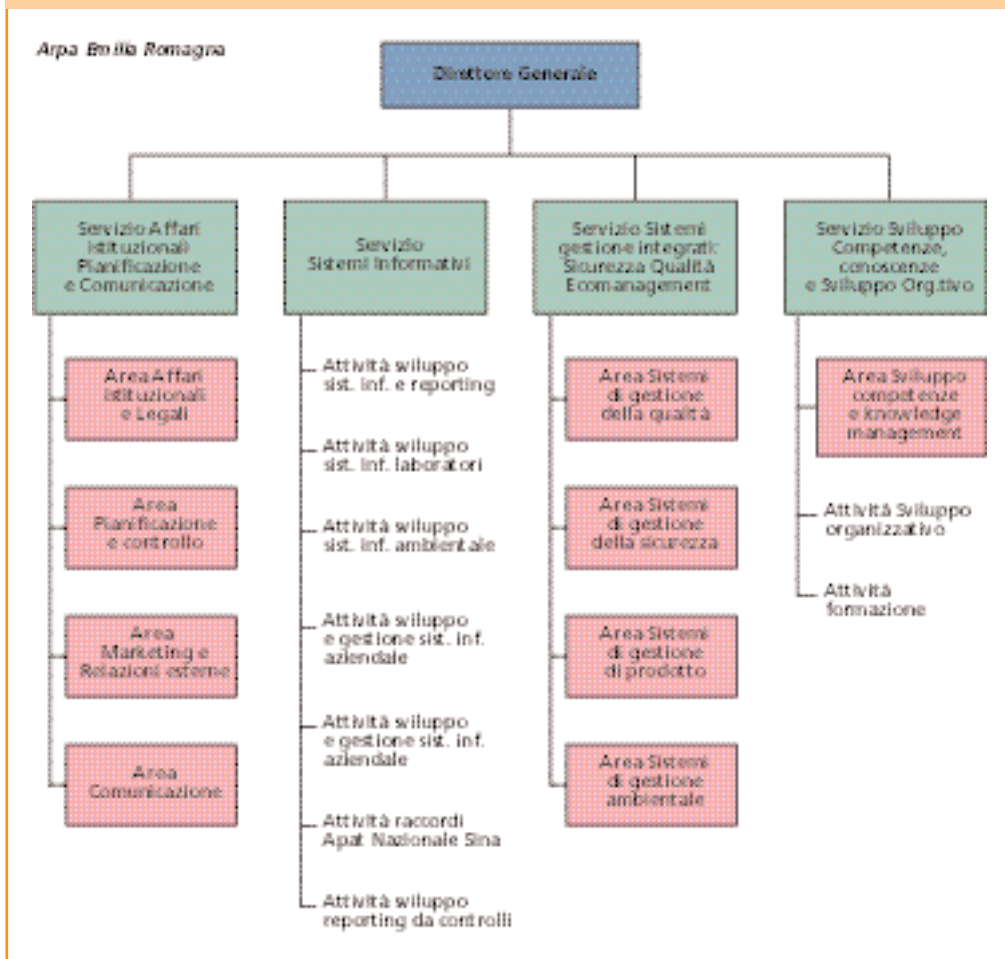 Arpa Emilia Romagna
Direttore Generale
Servizio Affari
Istituzionali
Pianificazione
e Comunicazione
Servizio
Sistemi Informativi
Servizio Sistemi
gestione integrati:
Sicurezza Qualità
Ecomanagement
Servizio Sviluppo
Competenze,
conoscenze
e Sviluppo Org.tivo
Area Affari
Istituzionali
e Legali
Area
Pianificazione
e controllo
Area
Marketing e
Relazioni esterne
Area
Comunicazione
Attività sviluppo
sist. inf. e reporting
Attività sviluppo
sist. inf. laboratori
Attività sviluppo
sist. inf. ambientale
Attività sviluppo
e gestione sist. inf.
aziendale
Attività sviluppo
e gestione sist. inf.
aziendale
Attività raccordi
Apat Nazionale Sina
Attività sviluppo
reporting da controlli
Area Sistemi
di gestione
della qualità
Area Sistemi
di gestione
della sicurezza
Area Sistemi
di gestione
di prodotto
Area Sistemi
di gestione
ambientale
Area Sviluppo
competenze
e knowledge
management
Attività Sviluppo
organizzativo
Attività
formazione